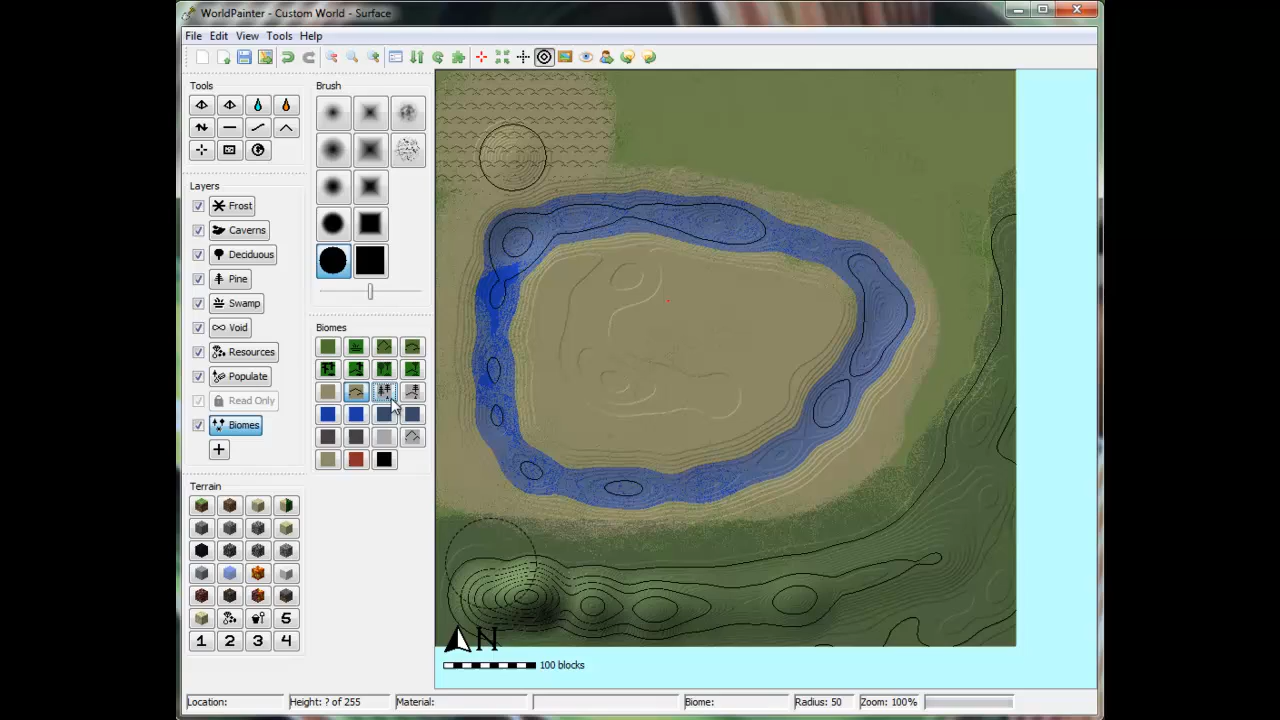 WorldPainter - Custom World - Surface
File Edit View Tools Help
Tools
Brush
Layers
Frost
Caverns
Deciduous
Pine
Swamp
Void
Resources
Populate
Read Only
Biomes
Biomes
Terrain
5
1 2 3 4
N
100 blocks
Location: Height: ? of 255 Material: Biome: Radius: 50 Zoom: 100%